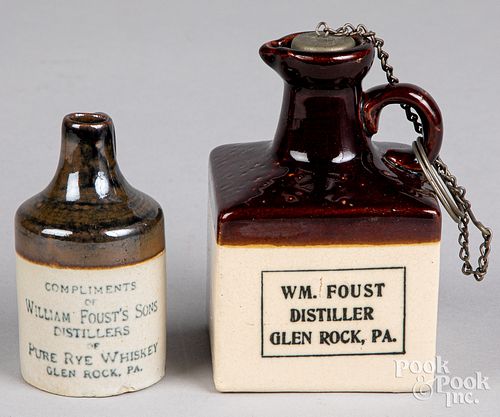 COMPLIMENTS
OF
WILLIAM FOUST'S SONS
DISTILLERS
OF
PURE RYE WHISKEY
GLEN ROCK, PA.
WM. FOUST
DISTILLER
GLEN ROCK, PA.
POOK
& POOK
INC.